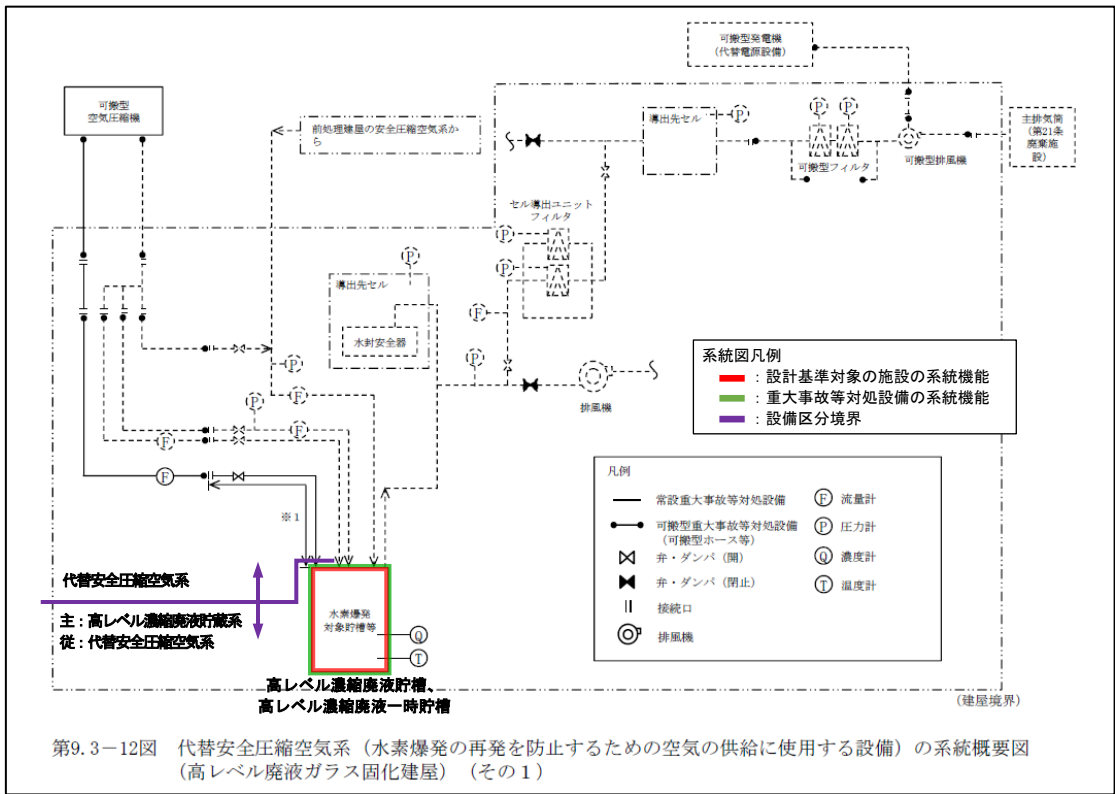 可搬型発電機
(代替電源設備)
可搬型
空気圧縮機
前処理建屋の安全圧縮空気系か
ら
導出先セル
P
P
P
主排気筒
(第21条
廃棄施
設)
可搬型フィルタ
可搬型排風機
セル導出ユニット
フィルタ
P
P
P
導出先セル
水封安全器
F
P
排風機
P
F
P
F
F
F
※1
系統図凡例
:設計基準対象の施設の系統機能
:重大事故等対処設備の系統機能
:設備区分境界
凡例
常設重大事故等対処設備
可搬型重大事故等対処設備
(可搬型ホース等)
弁・ダンパ(開)
弁・ダンパ(閉止)
接続口
排風機
F 流量計
P 圧力計
Q 濃度計
T 温度計
代替安全圧縮空気系
主:高レベル濃縮廃液貯蔵系
従:代替安全圧縮空気系
水素爆発
対象貯槽等
Q
T
高レベル濃縮廃液貯槽、
高レベル濃縮廃液一時貯槽
(建屋境界)
第9.3-12図 代替安全圧縮空気系(水素爆発の再発を防止するための空気の供給に使用する設備)の系統概要図
(高レベル廃液ガラス固化建屋)(その1)